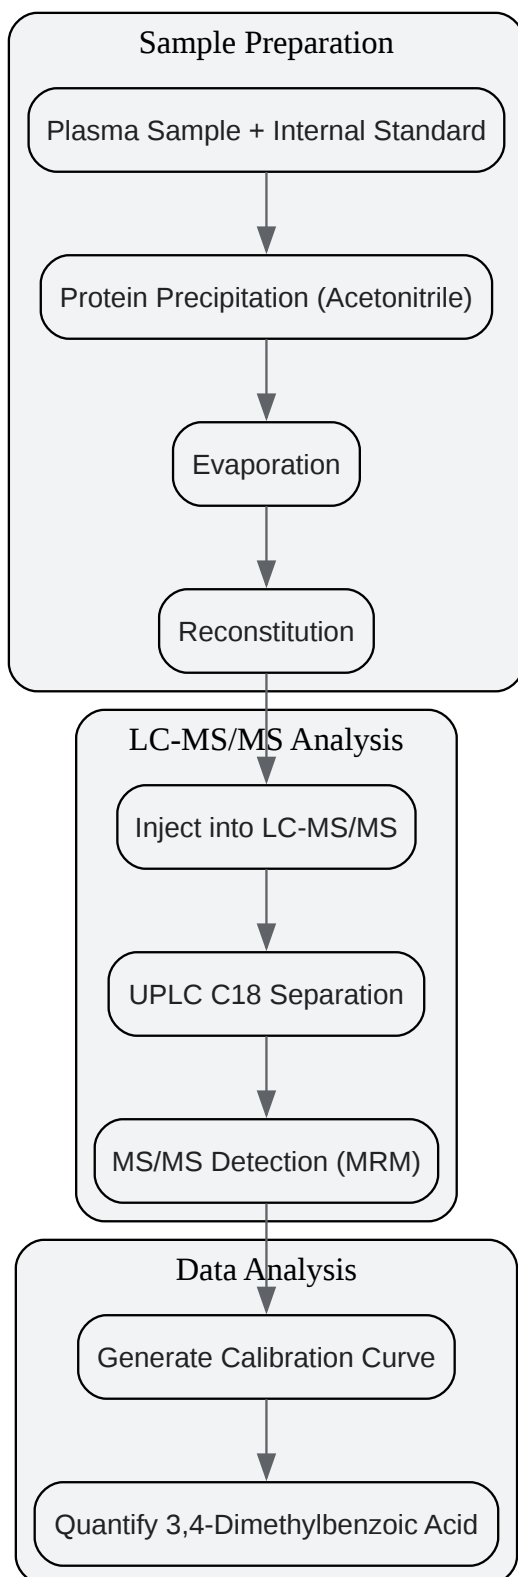 Sample Preparation
Plasma Sample + Internal Standard
Protein Precipitation (Acetonitrile)
Evaporation
Reconstitution
LC-MS/MS Analysis
Inject into LC-MS/MS
UPLC C18 Separation
MS/MS Detection (MRM)
Data Analysis
Generate Calibration Curve
Quantify 3,4-Dimethylbenzoic Acid